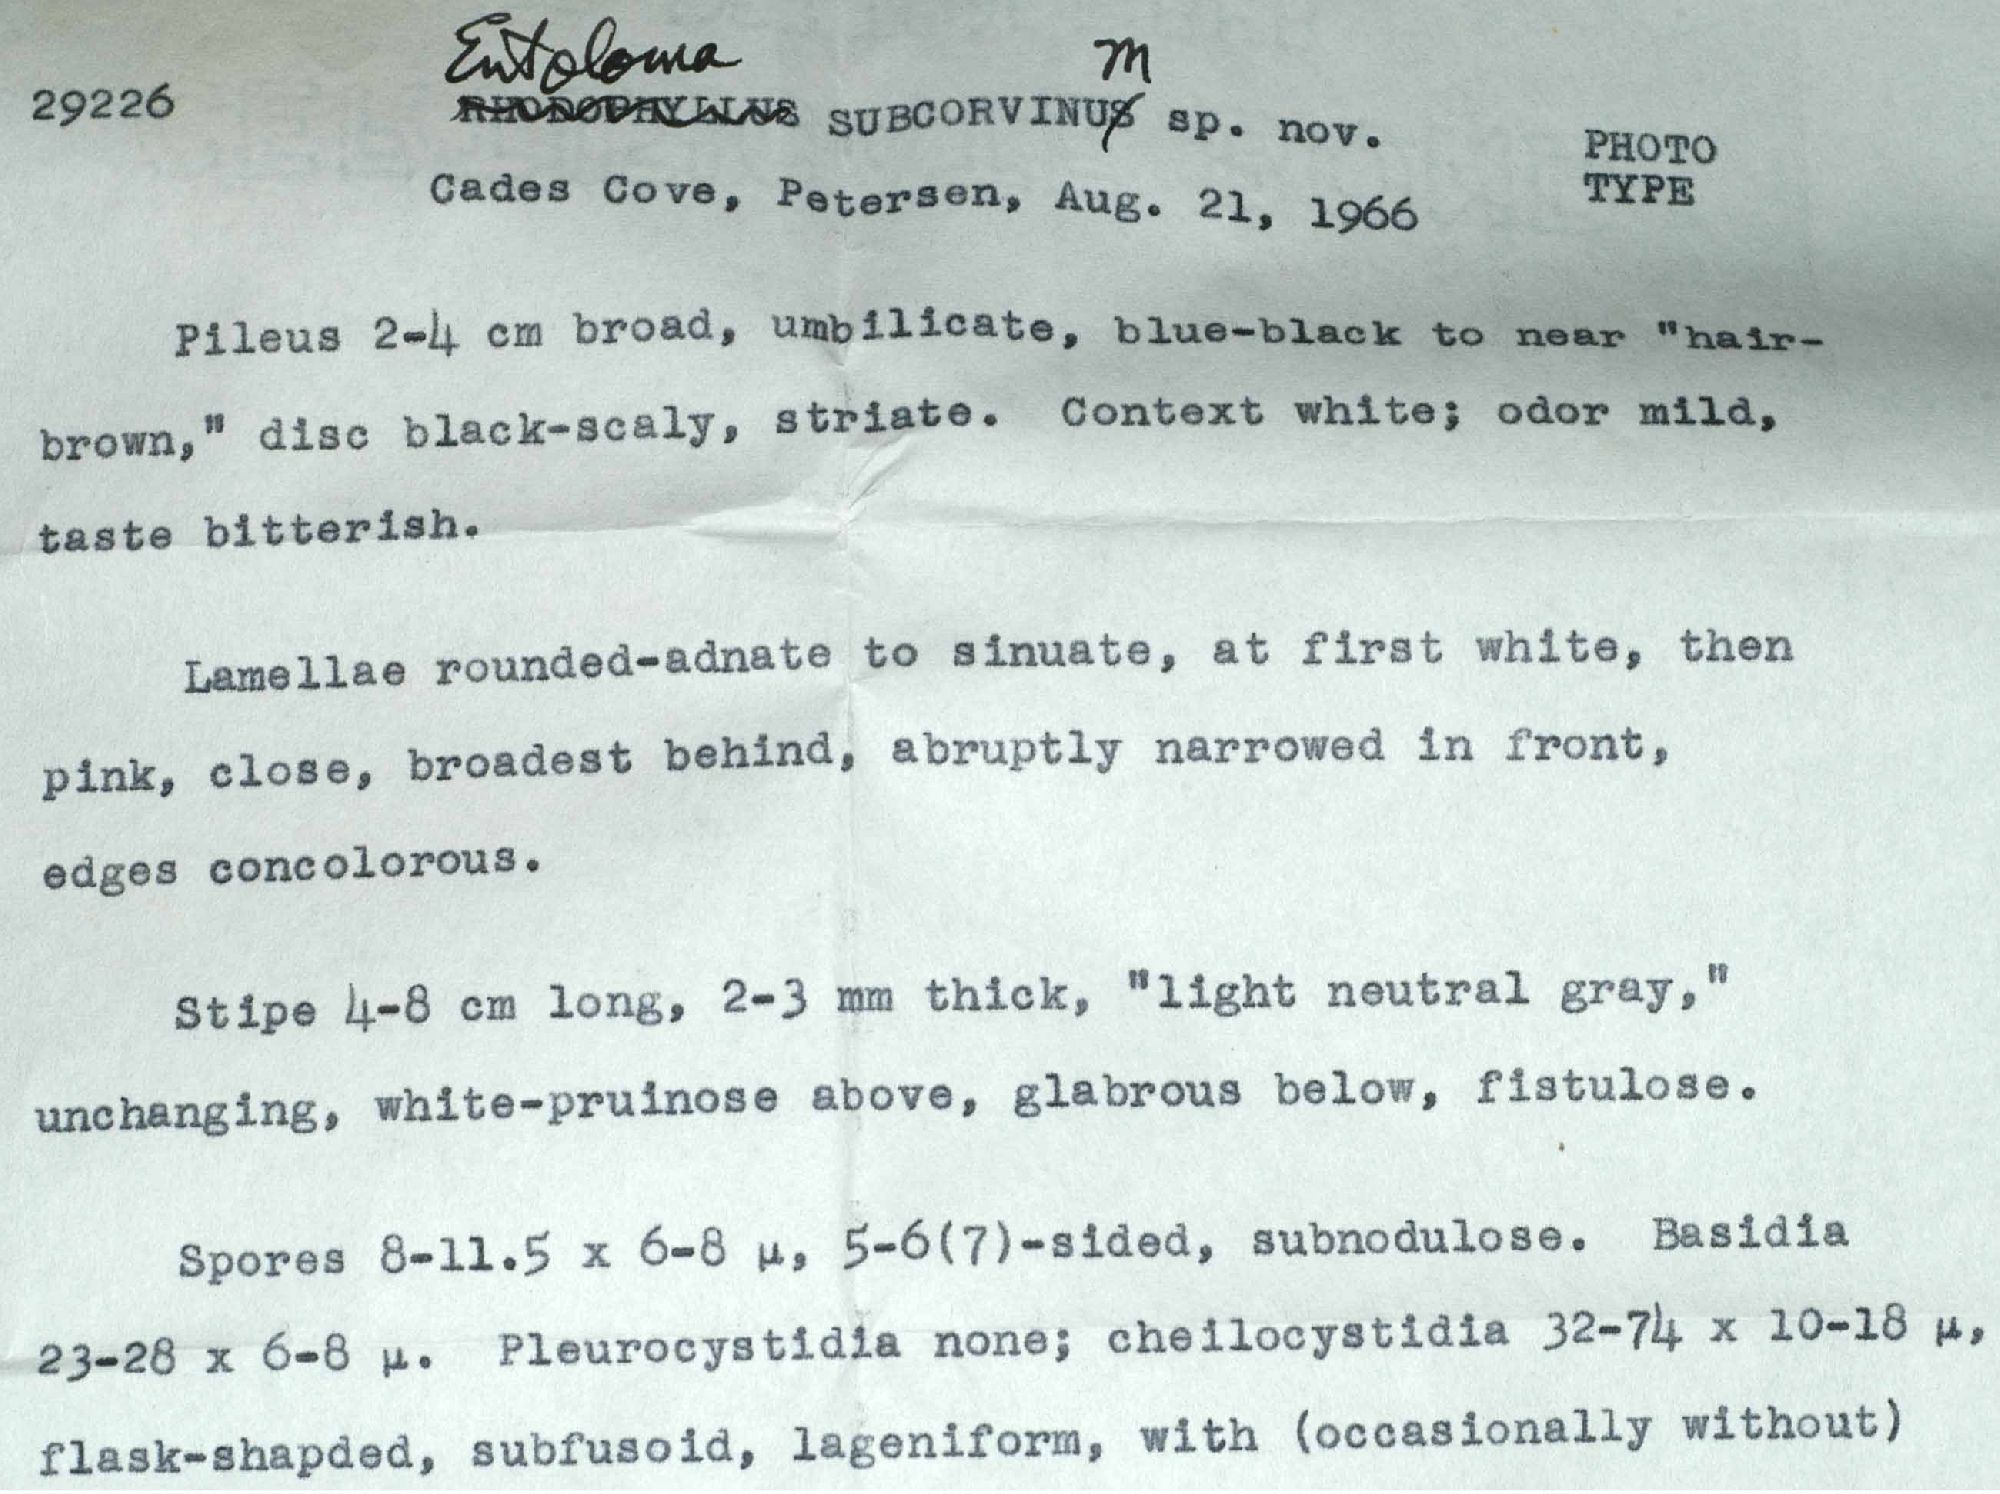 Entoloma m
29226 RHODOPHYLLUS SUBCORVINUS sp. nov.
PHOTO
TYPE
Cades Cove, Petersen, Aug. 21, 1966
Pileus 2-4 cm broad, umbilicate, blue-black to near "hair-
brown," disc black-scaly, striate. Context white; odor mild,
taste bitterish.
Lamellae rounded-adnate to sinuate, at first white, then
pink, close, broadest behind, abruptly narrowed in front,
edges concolorous.
Stipe 4-8 cm long, 2-3 mm thick, "light neutral gray,"
unchanging, white-pruinose above, glabrous below, fistulose.
Spores 8-11.5 x 6-8 µ, 5-6(7)-sided, subnodulose. Basidia
23-28 x 6-8 µ. Pleurocystidia none; cheilocystidia 32-74 x 10-18 µ,
flask-shapded, subfusoid, lageniform, with (occasionally without)